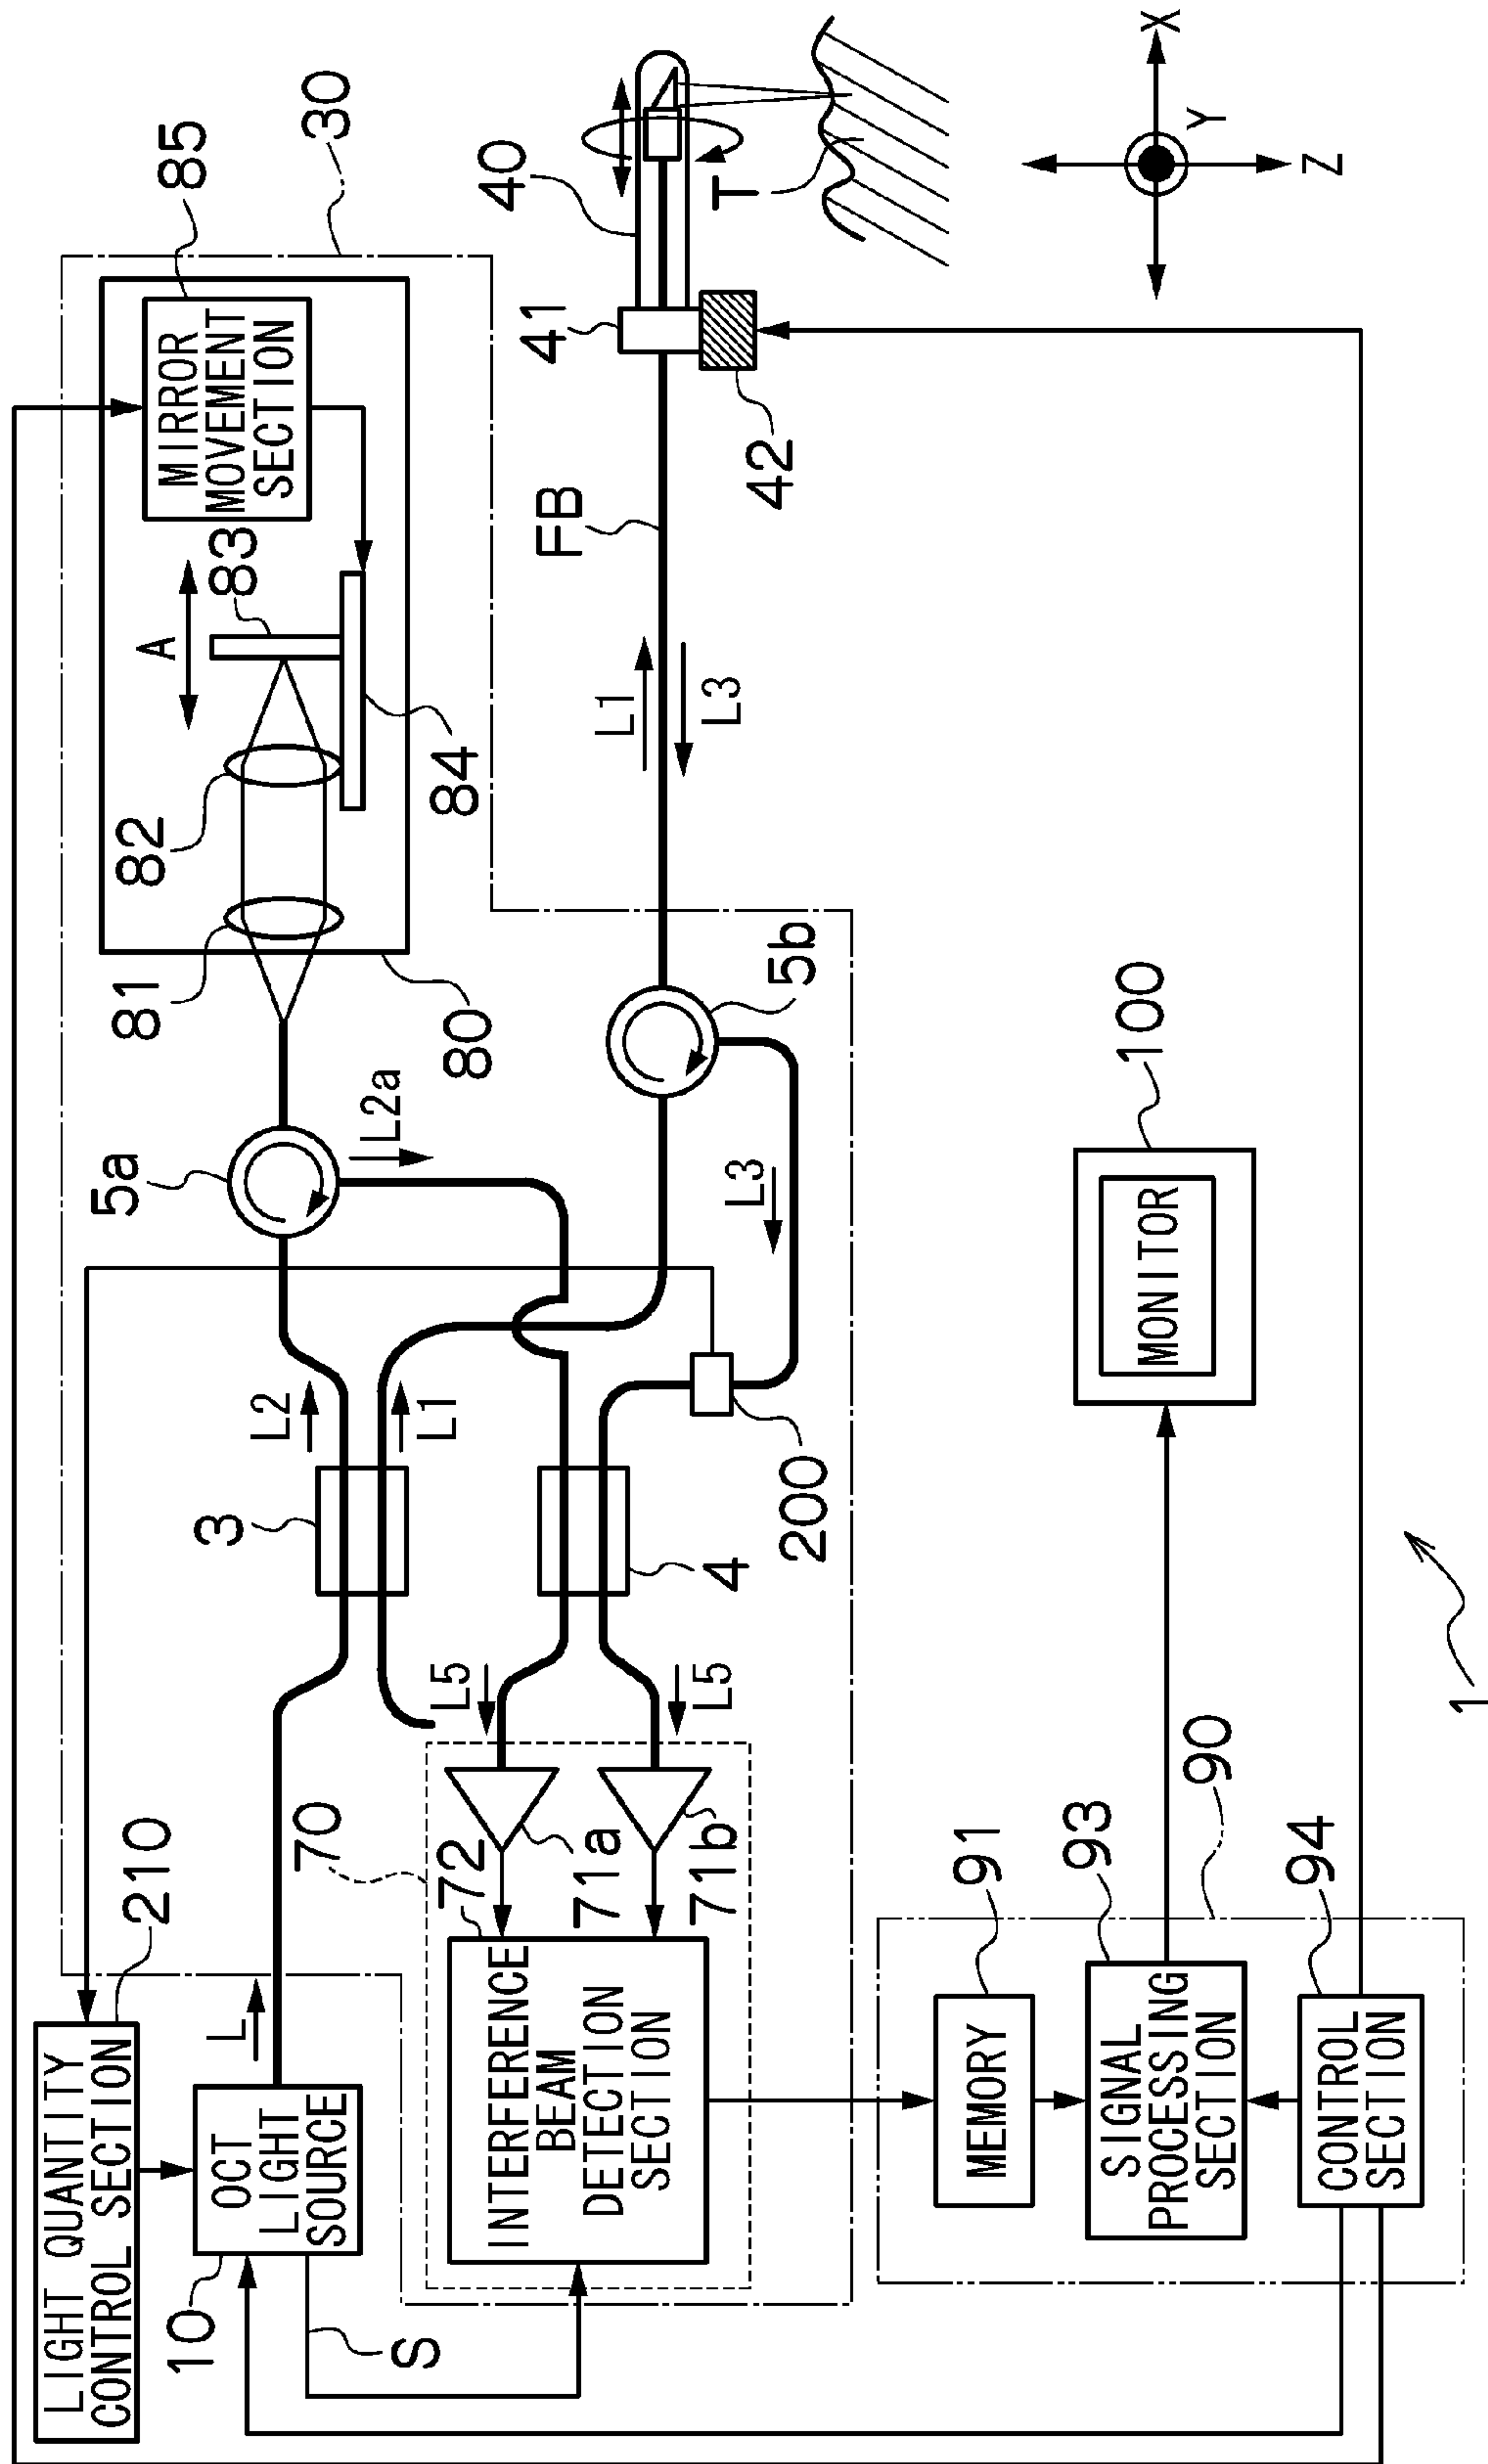 LIGHT QUANTITY
CONTROL SECTION
210
10
OCT
LIGHT
SOURCE
L
S
3
L2
L1
5a
L2a
81
82
80
A
83
84
MIRROR
MOVEMENT
SECTION
85
30
70
72
INTERFERENCE
BEAM
DETECTION
SECTION
71a
71b
L5
L5
4
200
L3
5b
L1
L3
FB
41
42
40
T
X
Y
Z
MEMORY
91
SIGNAL
PROCESSING
SECTION
93
90
CONTROL
SECTION
94
MONITOR
100
1